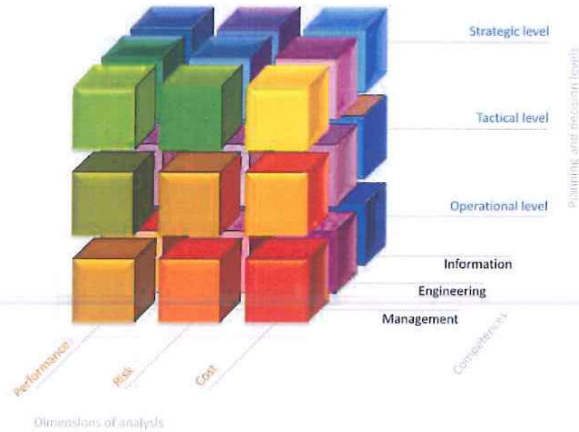 Strategic level
Tactical level
Planning and decision levels
Operational level
Information
Engineering
Management
Performance
Risk
Cost
Competences
Dimensions of analysis